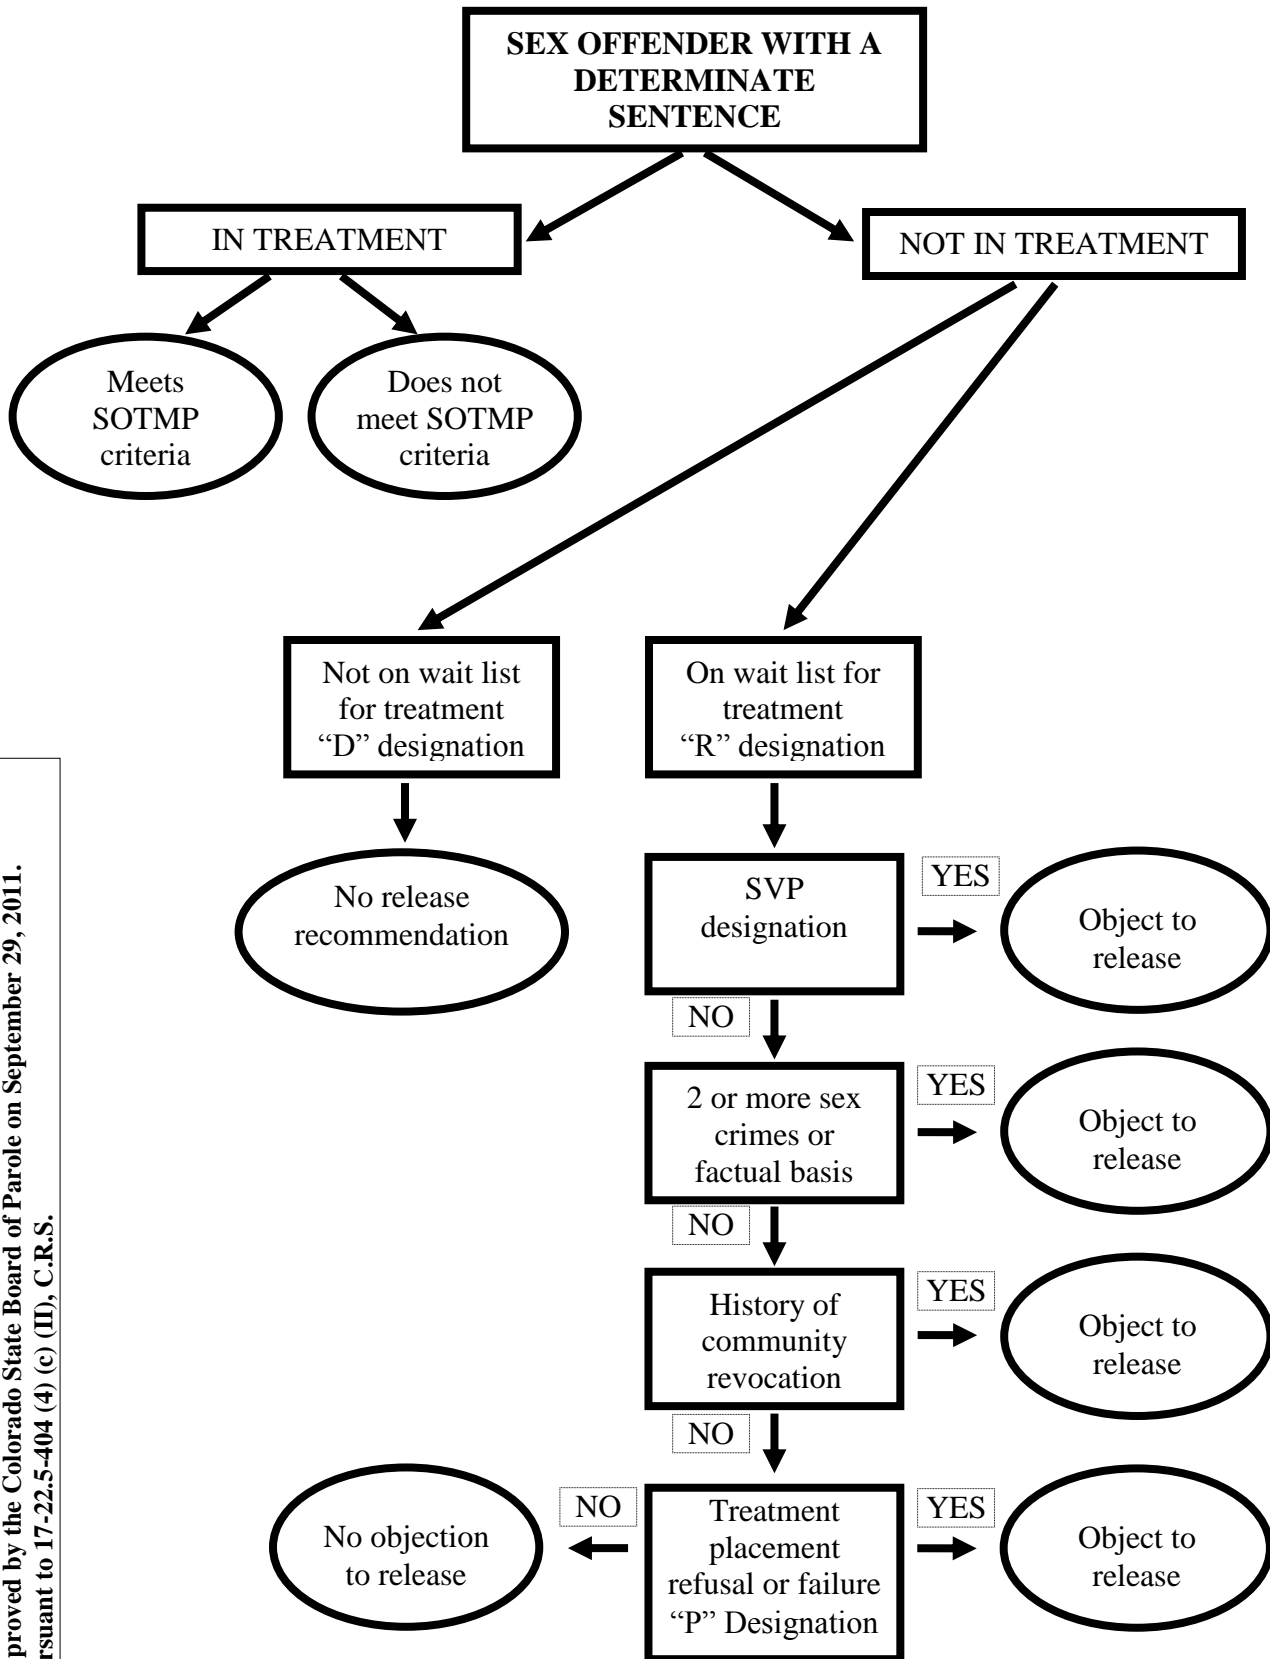 SEX OFFENDER WITH A
DETERMINATE
SENTENCE
IN TREATMENT
NOT IN TREATMENT
Meets
SOTMP
criteria
Does not
meet SOTMP
criteria
Not on wait list
for treatment
“D” designation
On wait list for
treatment
“R” designation
No release
recommendation
SVP
designation
YES
Object to
release
NO
2 or more sex
crimes or
factual basis
YES
Object to
release
NO
History of
community
revocation
YES
Object to
release
NO
Treatment
placement
refusal or failure
“P” Designation
YES
Object to
release
NO
No objection
to release
proved by the Colorado State Board of Parole on September 29, 2011.
rsuant to 17-22.5-404 (4) (c) (II), C.R.S.